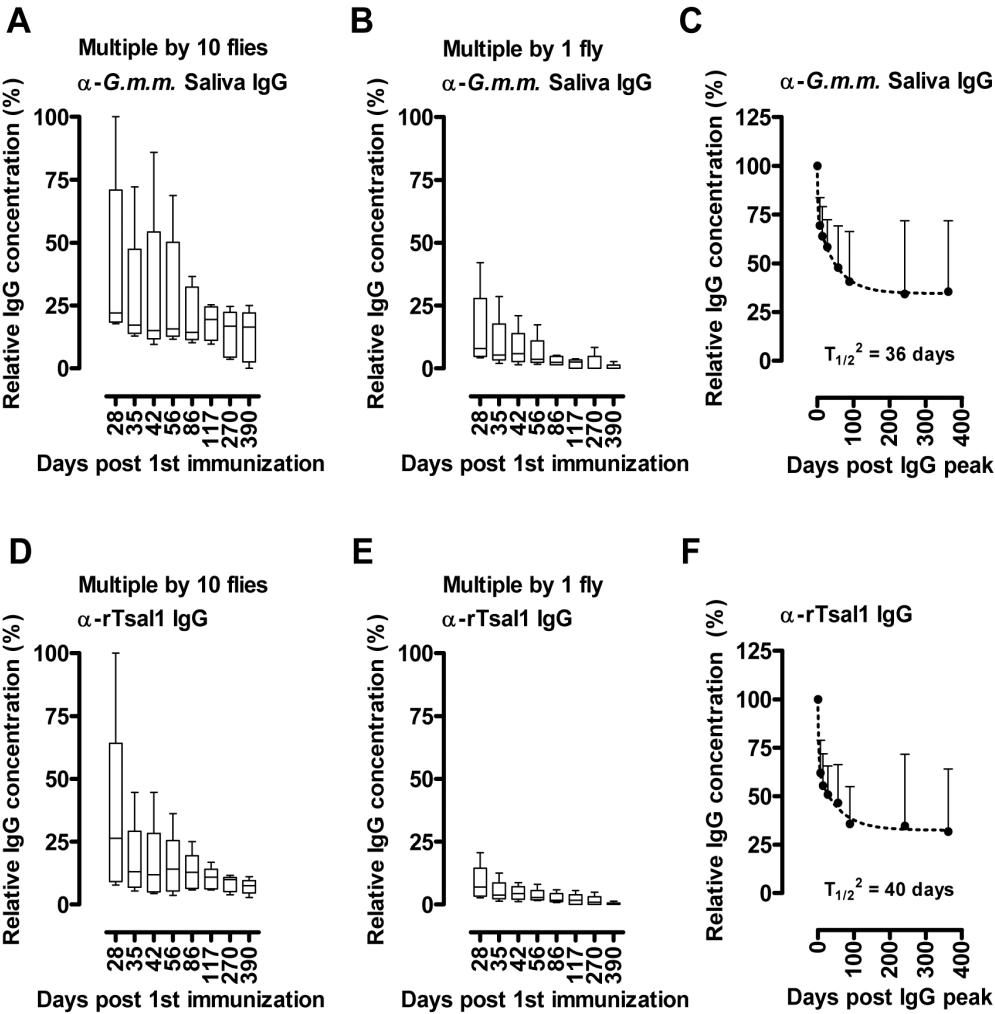 A
Multiple by 10 flies
α-G.m.m. Saliva IgG
Relative IgG concentration (%)
100
75
50
25
0
28
35
42
56
86
117
270
390
Days post 1st immunization
B
Multiple by 1 fly
α-G.m.m. Saliva IgG
Relative IgG concentration (%)
100
75
50
25
0
28
35
42
56
86
117
270
390
Days post 1st immunization
C
α-G.m.m. Saliva IgG
Relative IgG concentration (%)
125
100
75
50
25
0
T1/2² = 36 days
0
100
200
300
400
Days post IgG peak
D
Multiple by 10 flies
α-rTsal1 IgG
Relative IgG concentration (%)
100
75
50
25
0
28
35
42
56
86
117
270
390
Days post 1st immunization
E
Multiple by 1 fly
α-rTsal1 IgG
Relative IgG concentration (%)
100
75
50
25
0
28
35
42
56
86
117
270
390
Days post 1st immunization
F
α-rTsal1 IgG
Relative IgG concentration (%)
125
100
75
50
25
0
T1/2² = 40 days
0
100
200
300
400
Days post IgG peak